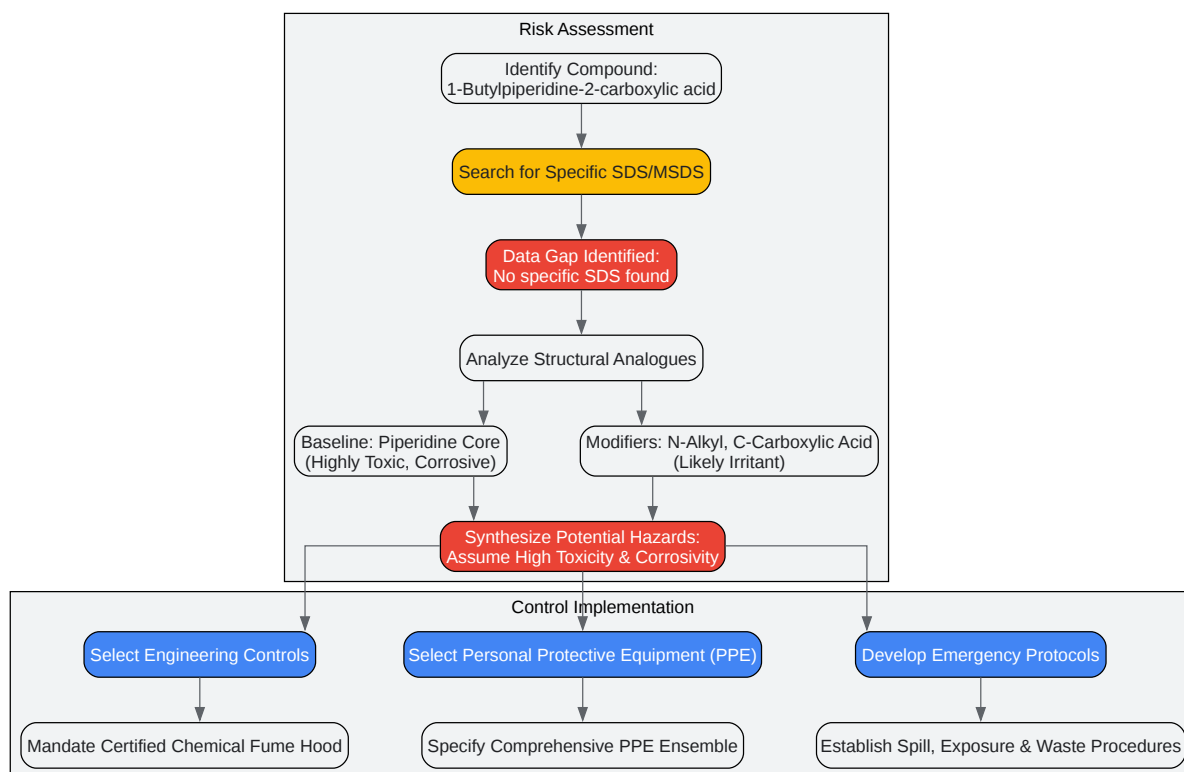 Risk Assessment
Identify Compound:
1-Butylpiperidine-2-carboxylic acid
Search for Specific SDS/MSDS
Data Gap Identified:
No specific SDS found
Analyze Structural Analogues
Baseline: Piperidine Core
(Highly Toxic, Corrosive)
Modifiers: N-Alkyl, C-Carboxylic Acid
(Likely Irritant)
Synthesize Potential Hazards:
Assume High Toxicity & Corrosivity
Control Implementation
Select Engineering Controls
Select Personal Protective Equipment (PPE)
Develop Emergency Protocols
Mandate Certified Chemical Fume Hood
Specify Comprehensive PPE Ensemble
Establish Spill, Exposure & Waste Procedures